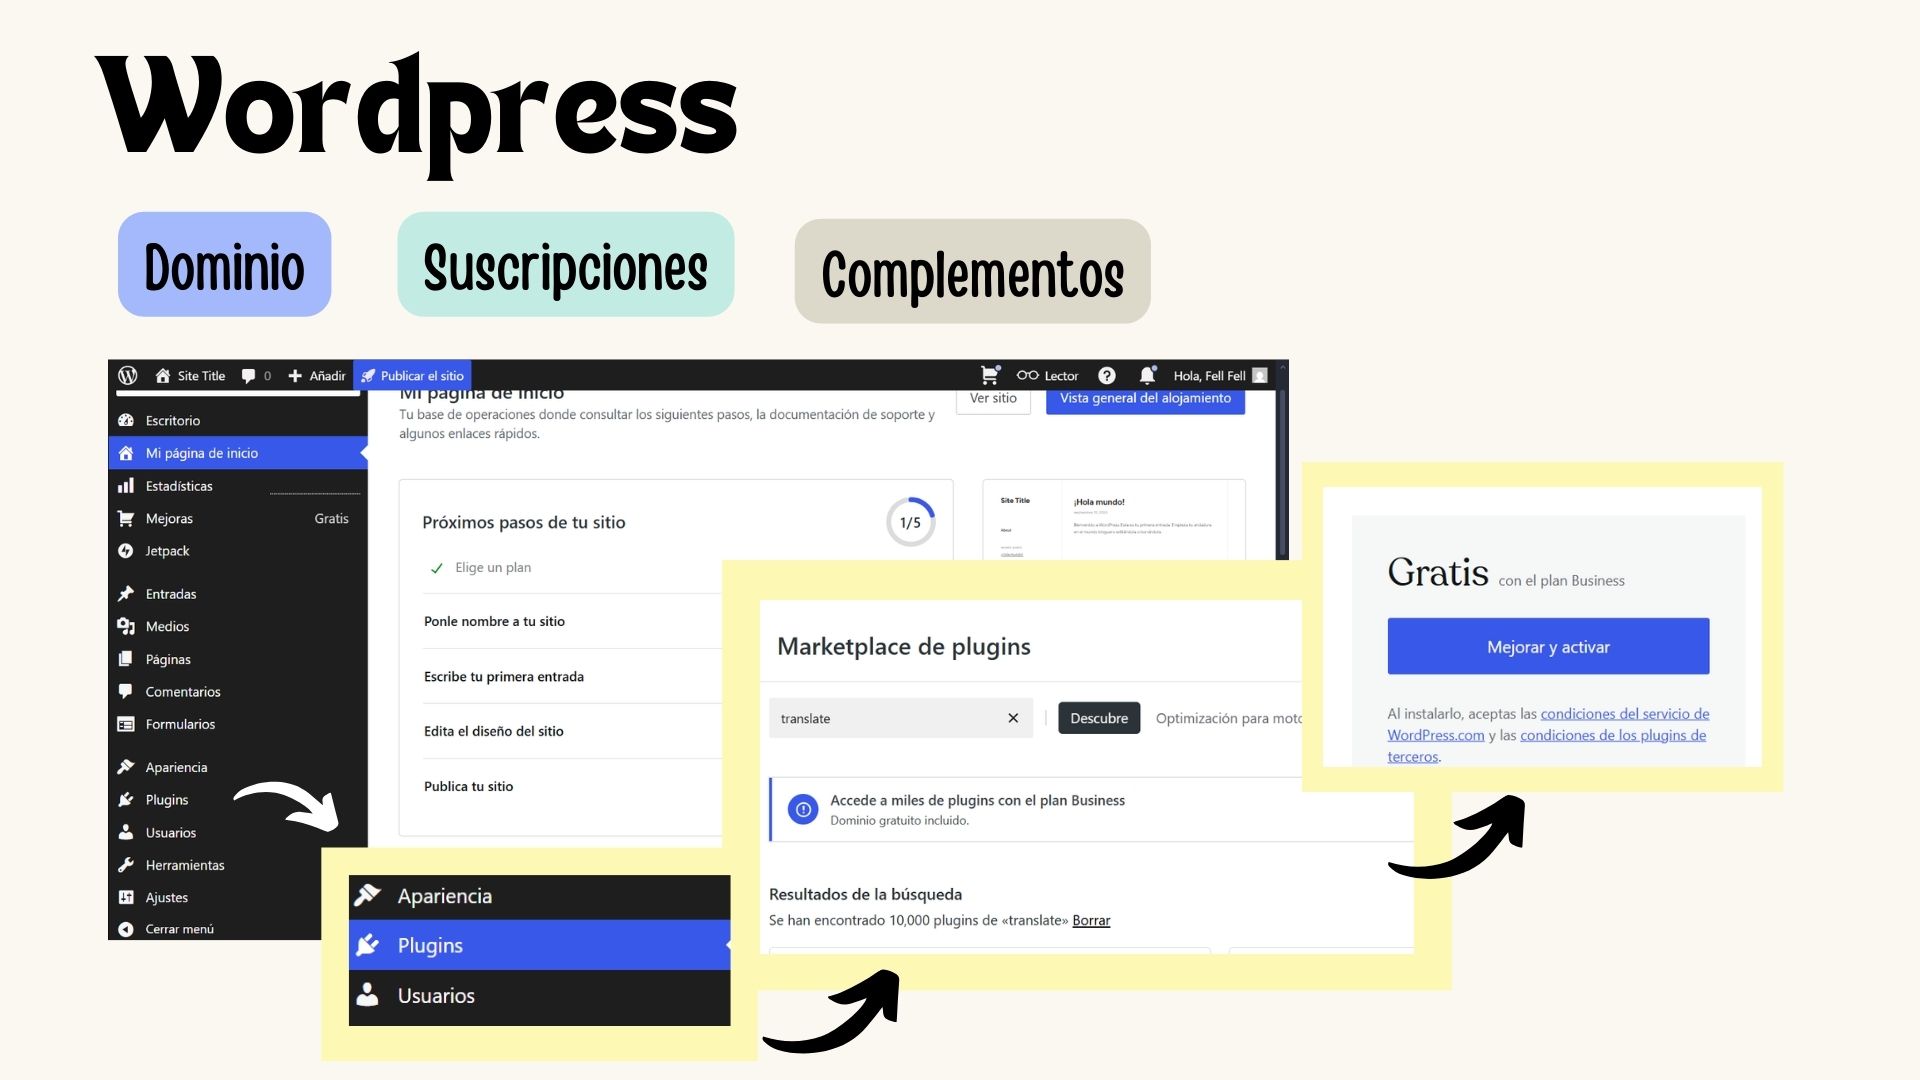 Wordpress
Dominio
Suscripciones
Complementos
Site Title
0
Añadir
Publicar el sitio
Lector
Hola, Fell Fell
Escritorio
Mi página de inicio
Estadísticas
Mejoras Gratis
Jetpack
Entradas
Medios
Páginas
Comentarios
Formularios
Apariencia
Plugins
Usuarios
Herramientas
Ajustes
Cerrar menú
Mi página de inicio
Tu base de operaciones donde consultar los siguientes pasos, la documentación de soporte y
algunos enlaces rápidos.
Ver sitio
Vista general del alojamiento
Próximos pasos de tu sitio
1/5
Elige un plan
Ponle nombre a tu sitio
Escribe tu primera entrada
Edita el diseño del sitio
Publica tu sitio
Site Title
About
¡Hola mundo!
Apariencia
Plugins
Usuarios
Marketplace de plugins
translate
Descubre
Optimización para moto
Accede a miles de plugins con el plan Business
Dominio gratuito incluido.
Resultados de la búsqueda
Se han encontrado 10,000 plugins de «translate» Borrar
Gratis con el plan Business
Mejorar y activar
Al instalarlo, aceptas las condiciones del servicio de
WordPress.com y las condiciones de los plugins de
terceros.